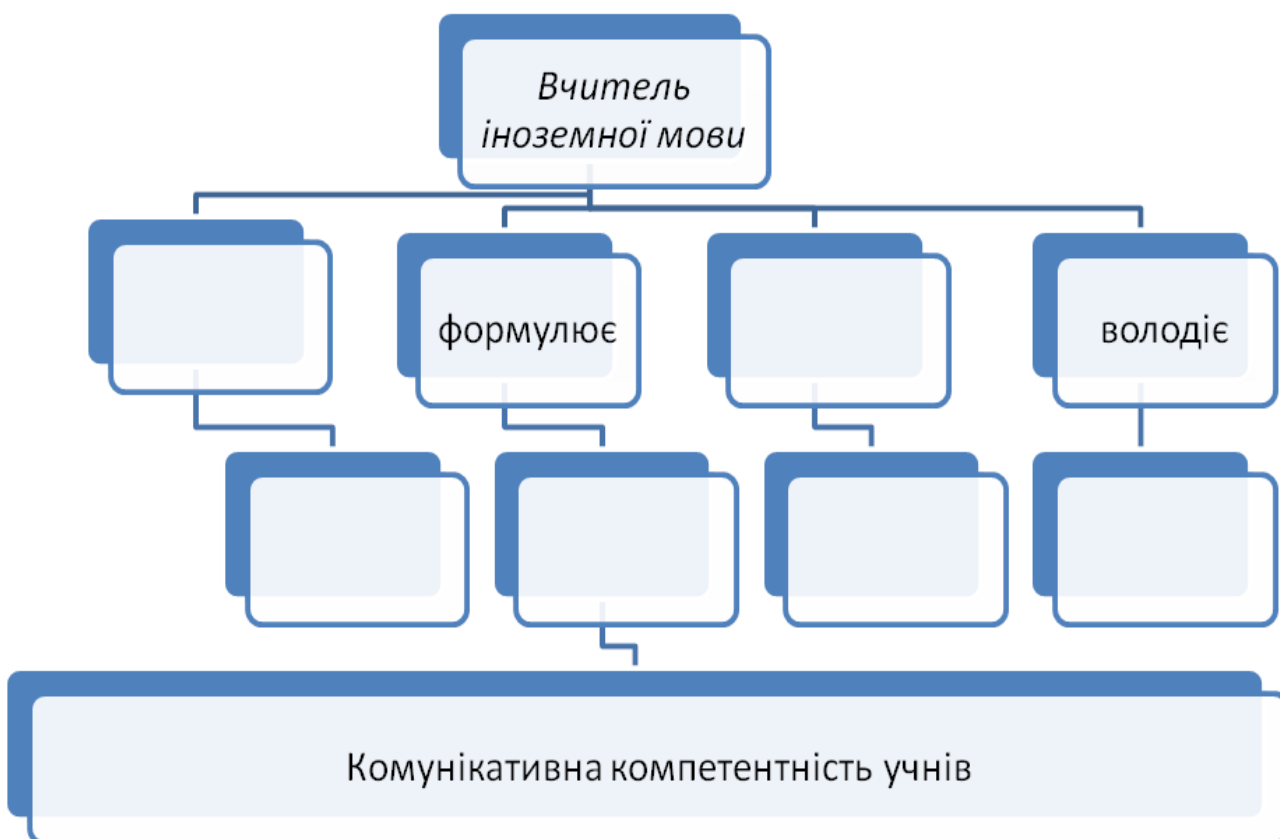 Вчитель
іноземної мови
формулює
володіє
Комунікативна компетентність учнів